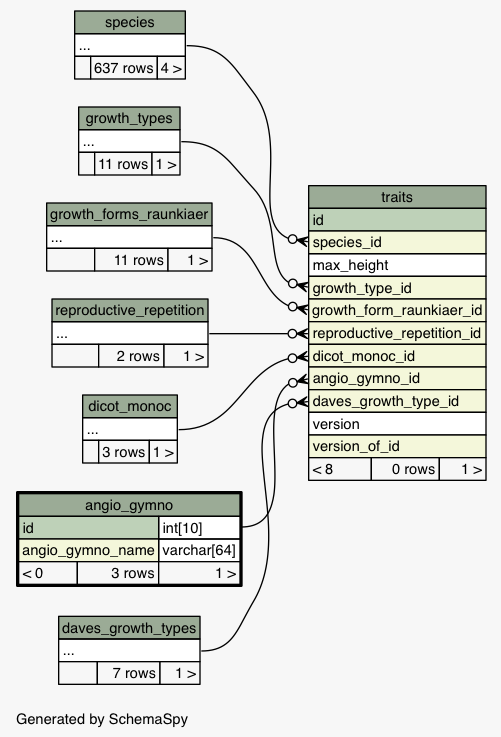 species
...
637 rows 4 >
growth_types
...
11 rows 1 >
growth_forms_raunkiaer
...
11 rows 1 >
reproductive_repetition
...
2 rows 1 >
dicot_monoc
...
3 rows 1 >
angio_gymno
id int[10]
angio_gymno_name varchar[64]
< 0 3 rows 1 >
daves_growth_types
...
7 rows 1 >
traits
id
species_id
max_height
growth_type_id
growth_form_raunkiaer_id
reproductive_repetition_id
dicot_monoc_id
angio_gymno_id
daves_growth_type_id
version
version_of_id
< 8 0 rows 1 >
Generated by SchemaSpy